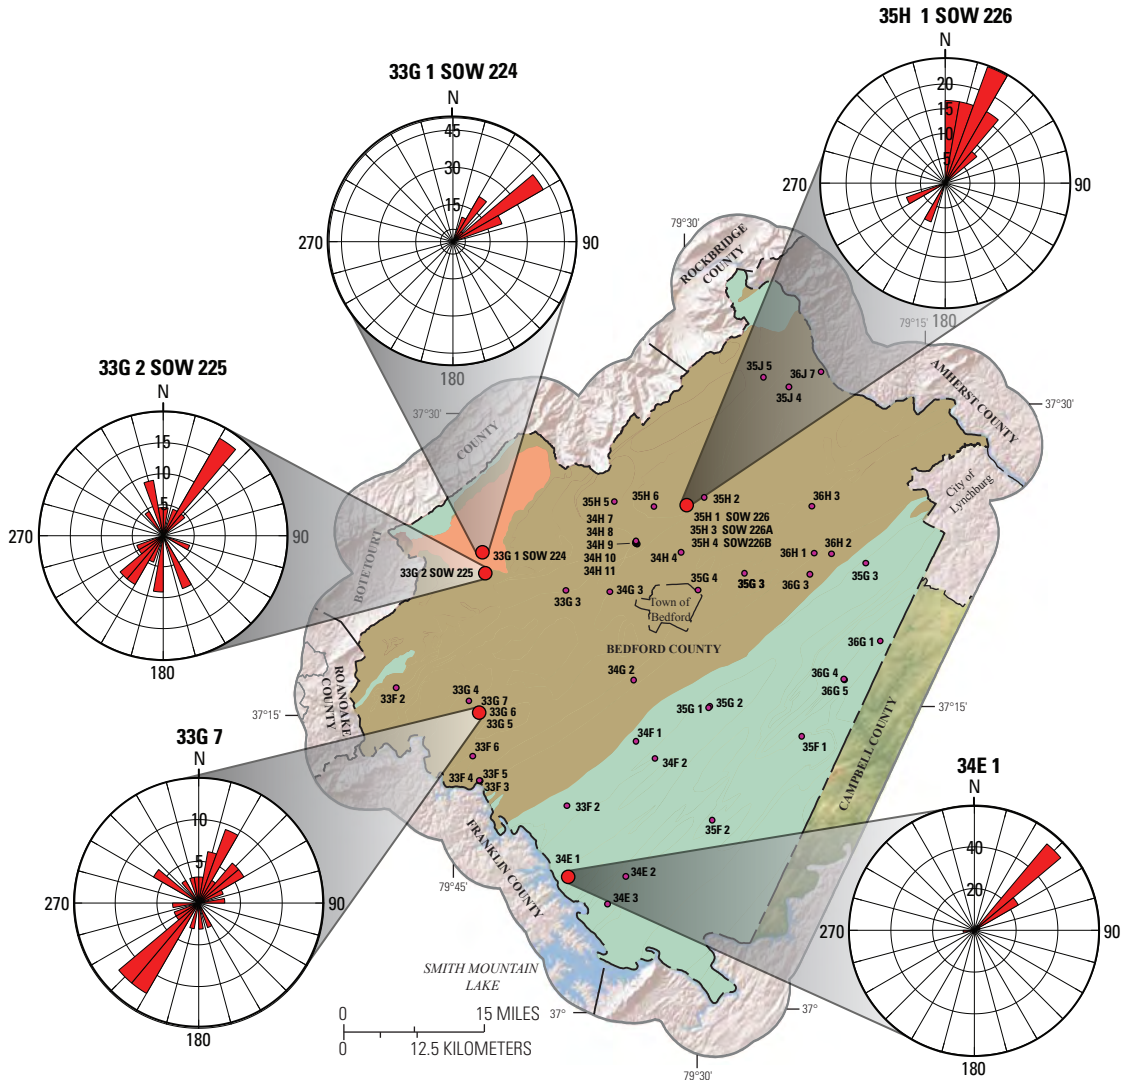 35H 1 SOW 226
N
20
15
10
5
270
90
180
33G 1 SOW 224
N
45
30
15
270
90
180
33G 2 SOW 225
N
15
10
5
270
90
180
33G 7
N
10
5
270
90
180
34E 1
N
40
20
270
90
180
79°30'
79°15'
37°30'
37°30'
ROCKBRIDGE
COUNTY
AMHERST COUNTY
City of
Lynchburg
COUNTY
BOTETOURT
35J 5
36J 7
35J 4
35H 5
35H 6
35H 2
36H 3
34H 7
34H 8
34H 9
34H 10
34H 11
35H 1 SOW 226
35H 3 SOW 226A
35H 4 SOW226B
34H 4
36H 1
36H 2
33G 1 SOW 224
33G 2 SOW 225
35G 3
36G 3
35G 3
33G 3
34G 3
35G 4
Town of
Bedford
BEDFORD COUNTY
36G 1
34G 2
36G 4
36G 5
33F 2
33G 4
33G 7
33G 6
33G 5
35G 1
35G 2
ROANOAKE
COUNTY
37°15'
37°15'
34F 1
34F 2
35F 1
33F 6
33F 4
33F 5
33F 3
33F 2
35F 2
CAMPBELL COUNTY
FRANKLIN COUNTY
34E 1
34E 2
34E 3
79°45'
SMITH MOUNTAIN
LAKE
37°
37°
79°30'
0
15 MILES
0
12.5 KILOMETERS